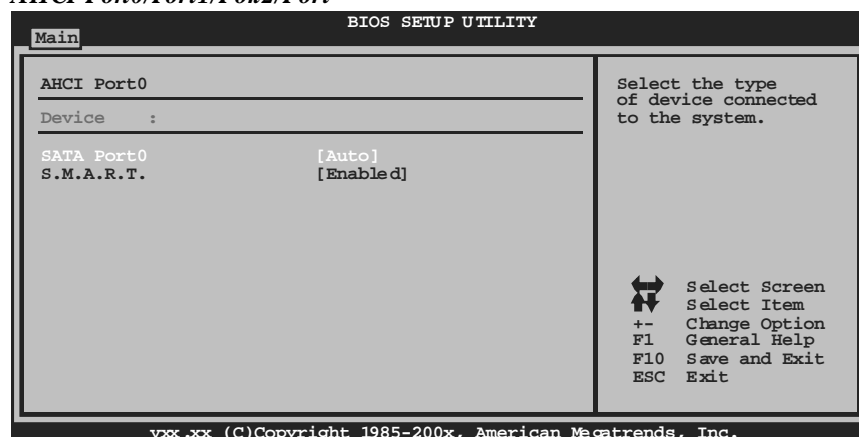 AHCI Port0/Port1/Pok2/Port
BIOS SETUP UTILITY
Main
AHCI Port0
Device :
SATA Port0 [Auto]
S.M.A.R.T. [Enabled]
Select the type
of device connected
to the system.
Select Screen
Select Item
+- Change Option
F1 General Help
F10 Save and Exit
ESC Exit
vxx.xx (C)Copyright 1985-200x, American Megatrends, Inc.